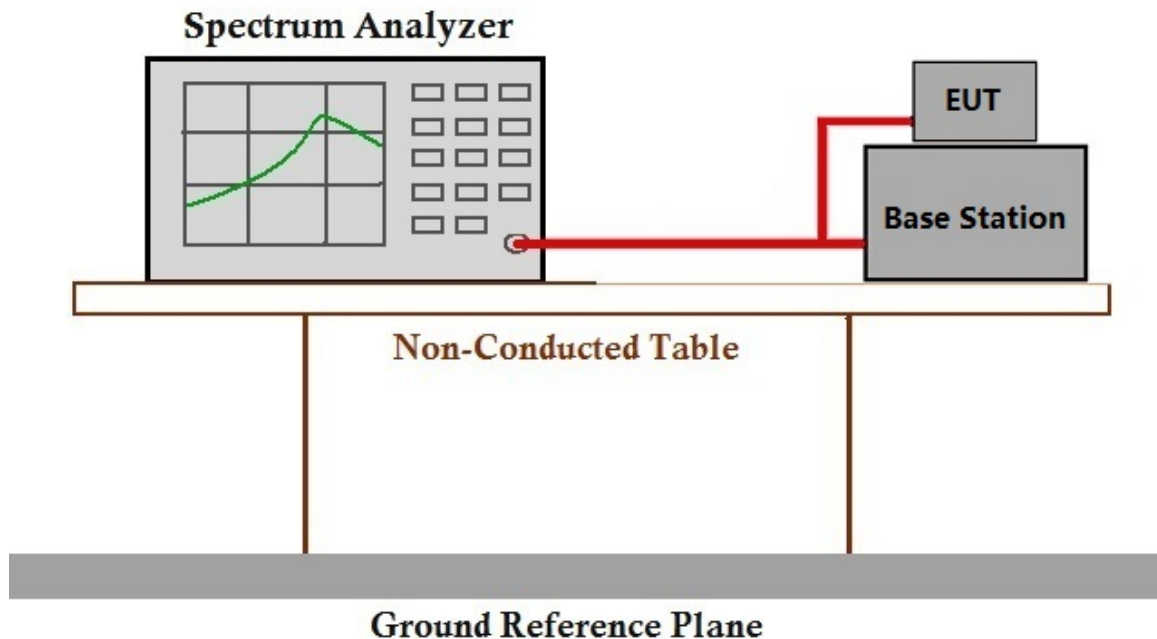 Spectrum Analyzer
EUT
Base Station
Non-Conducted Table
Ground Reference Plane